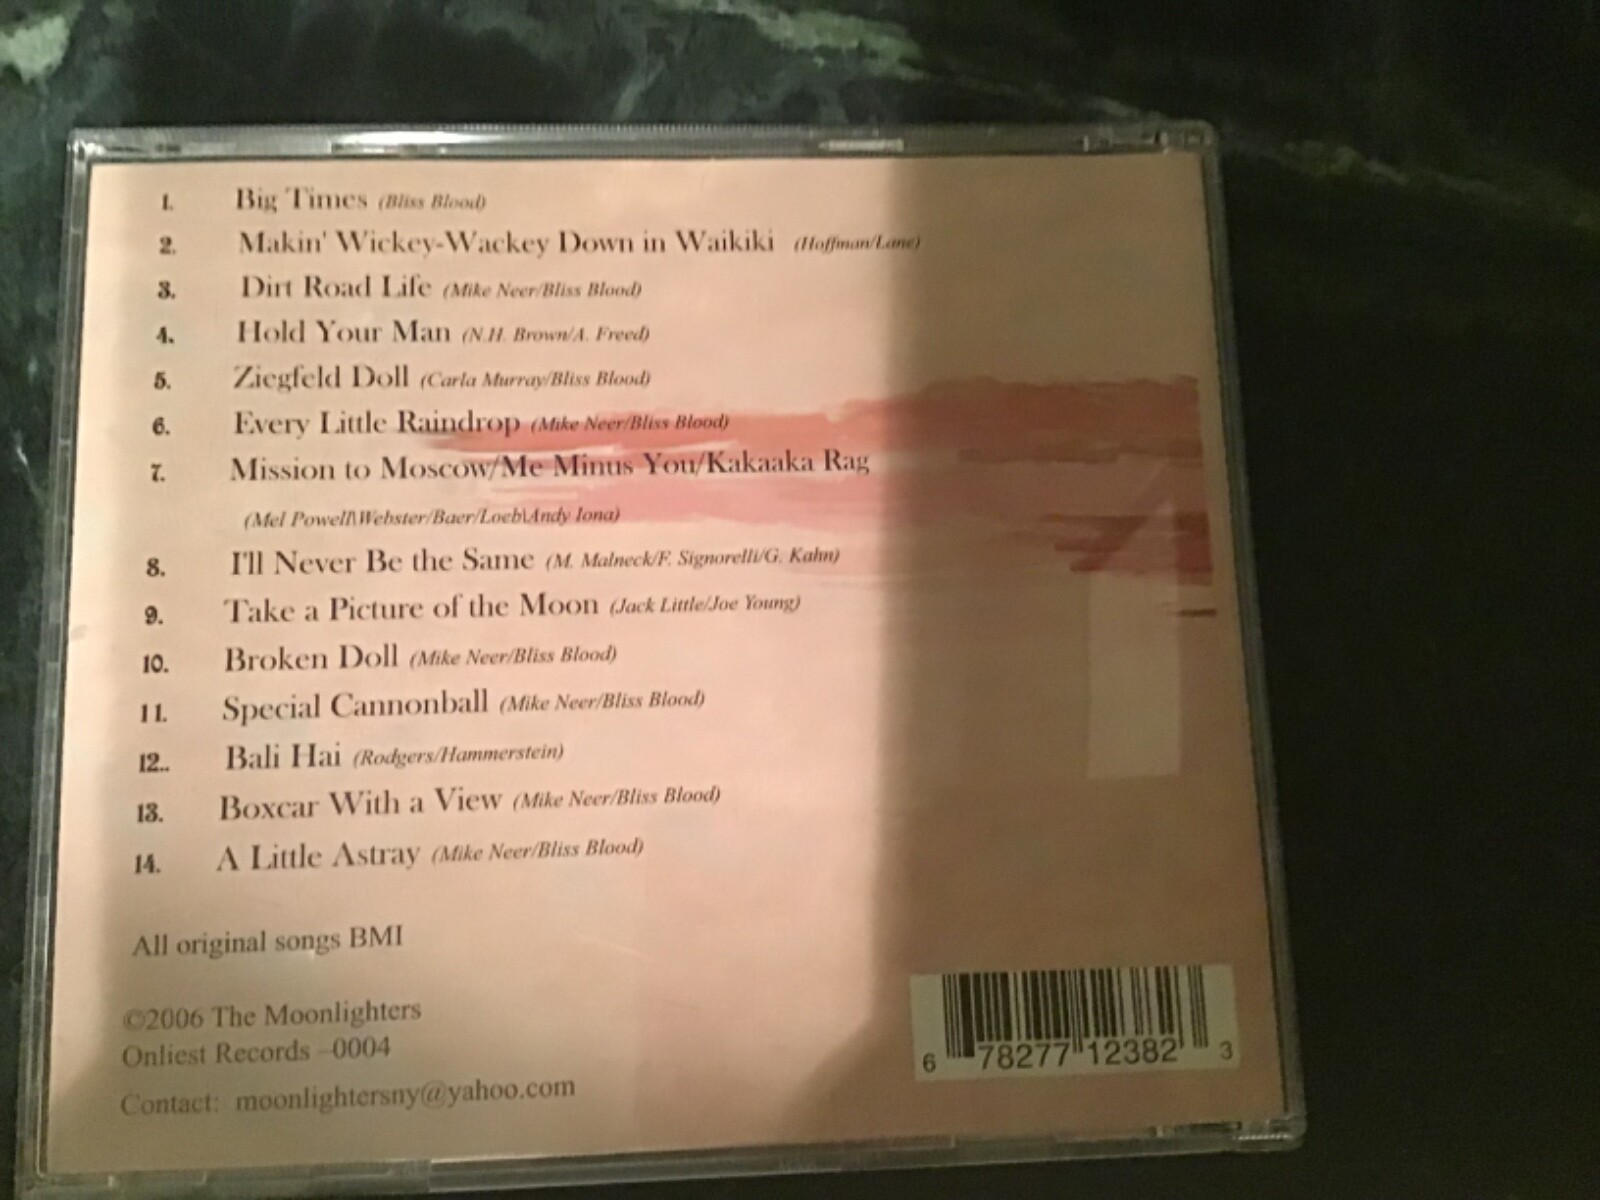 1. Big Times (Bliss Blood)
2. Makin' Wickey-Wackey Down in Waikiki (Hoffman/Lane)
3. Dirt Road Life (Mike Neer/Bliss Blood)
4. Hold Your Man (N.H. Brown/A. Freed)
5. Ziegfeld Doll (Carla Murray/Bliss Blood)
6. Every Little Raindrop (Mike Neer/Bliss Blood)
7. Mission to Moscow/Me Minus You/Kakaaka Rag
(Mel Powell\Webster/Baer/Loeb\Andy Iona)
8. I'll Never Be the Same (M. Malneck/F. Signorelli/G. Kahn)
9. Take a Picture of the Moon (Jack Little/Joe Young)
10. Broken Doll (Mike Neer/Bliss Blood)
11. Special Cannonball (Mike Neer/Bliss Blood)
12.. Bali Hai (Rodgers/Hammerstein)
13. Boxcar With a View (Mike Neer/Bliss Blood)
14. A Little Astray (Mike Neer/Bliss Blood)
All original songs BMI
©2006 The Moonlighters
Onliest Records -0004
Contact: moonlightersny@yahoo.com
6 78277 12382 3